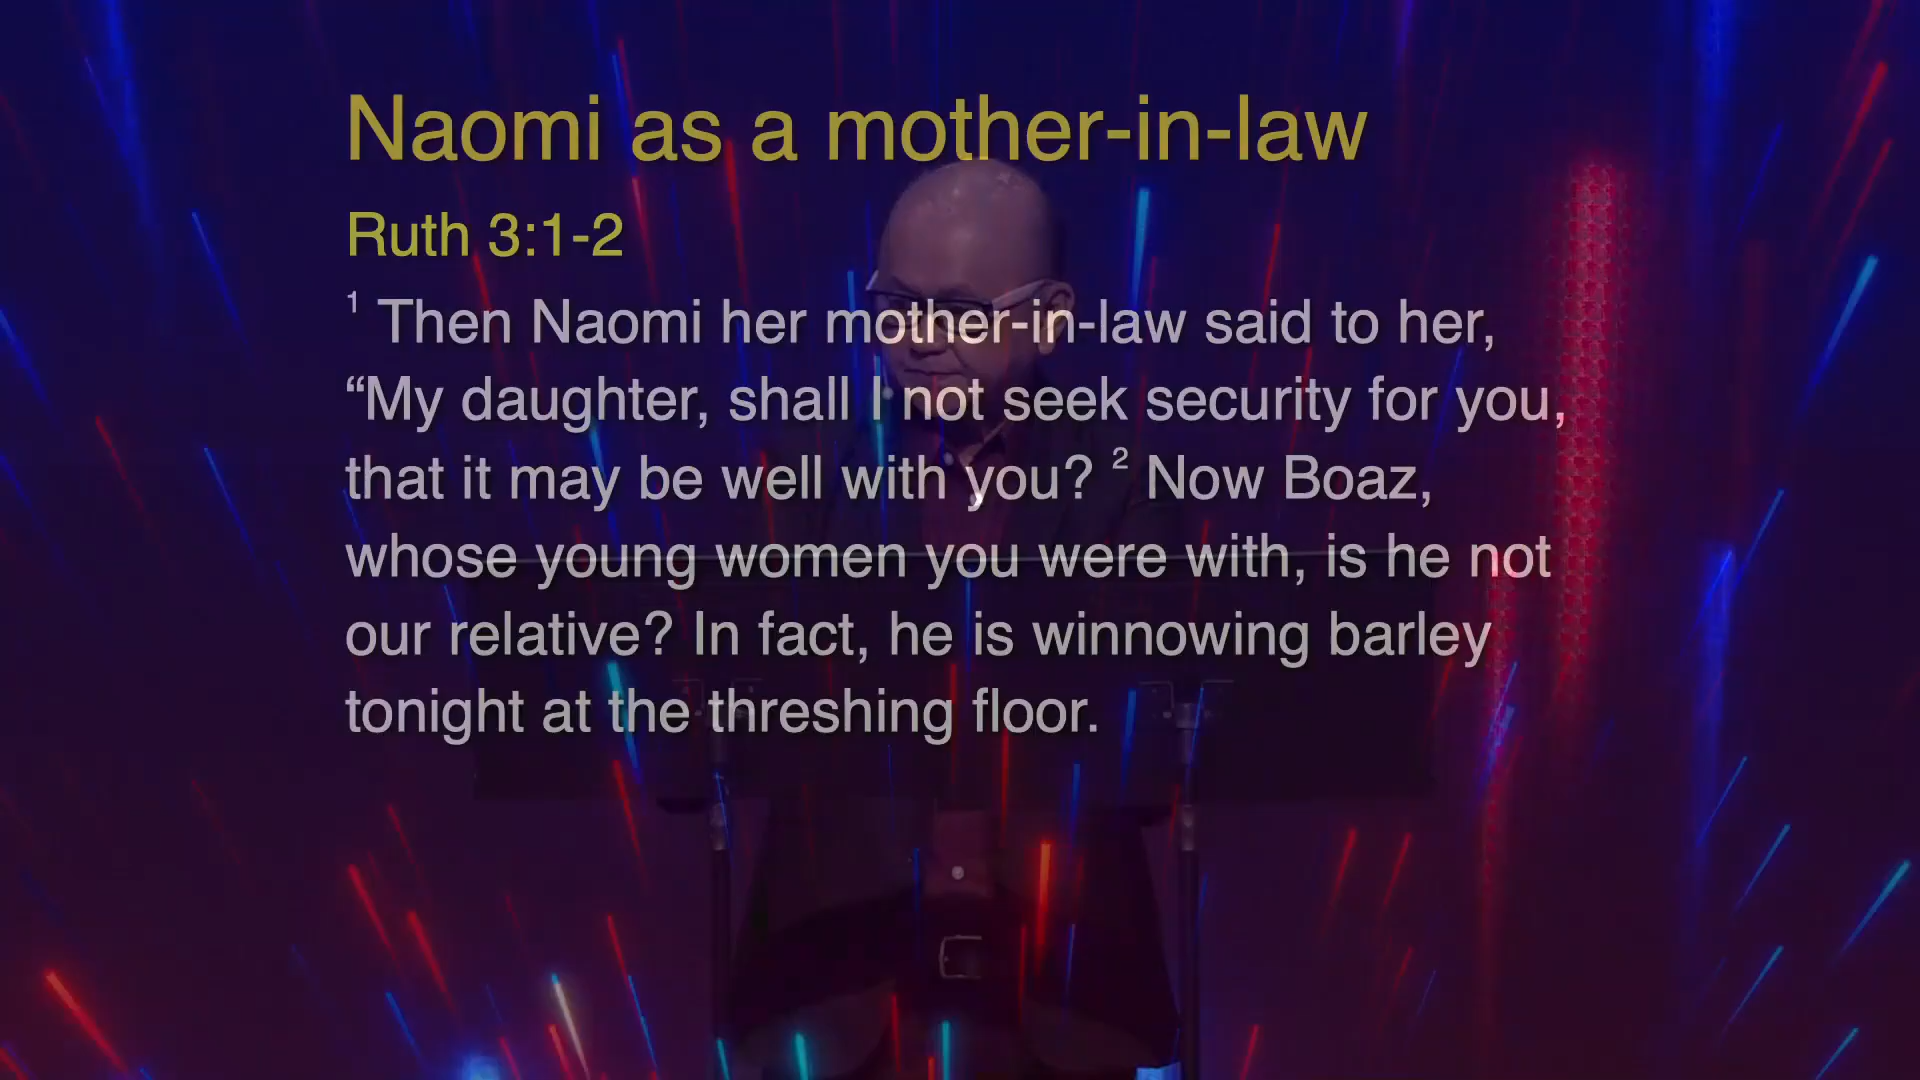 Naomi as a mother-in-law
Ruth 3:1-2
¹ Then Naomi her mother-in-law said to her,
“My daughter, shall I not seek security for you,
that it may be well with you? ² Now Boaz,
whose young women you were with, is he not
our relative? In fact, he is winnowing barley
tonight at the threshing floor.